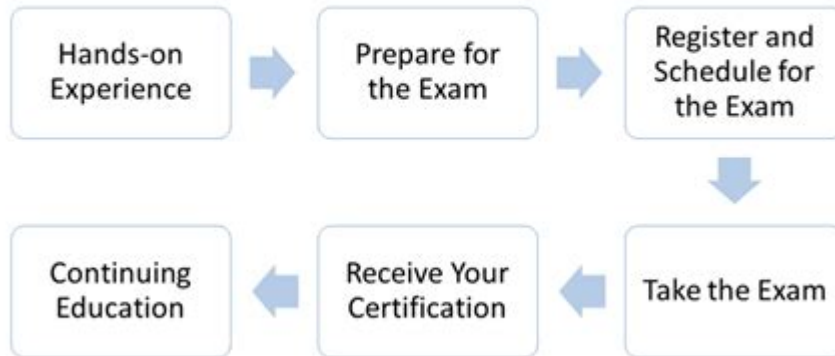 Hands-on
Experience
Prepare for
the Exam
Register and
Schedule for
the Exam
Take the Exam
Receive Your
Certification
Continuing
Education